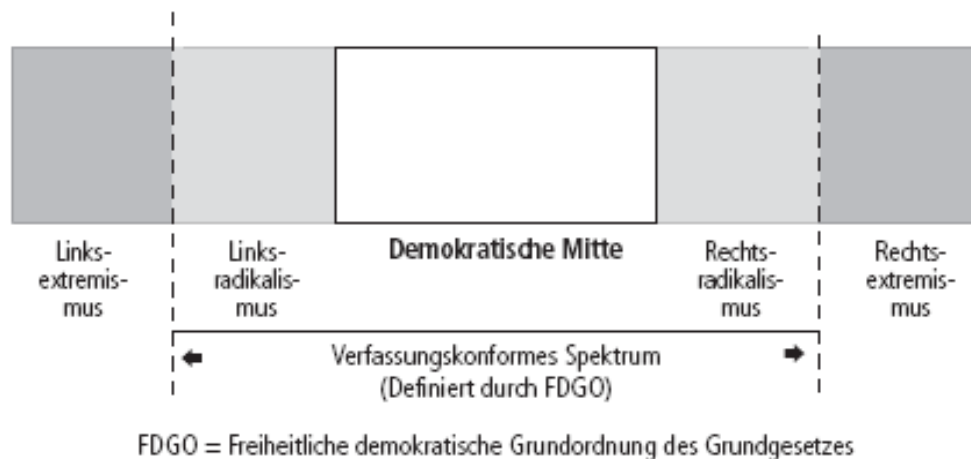 Links-
extremis-
mus
Links-
radikalis-
mus
Demokratische Mitte
Rechts-
radikalis-
mus
Rechts-
extremis-
mus
Verfassungskonformes Spektrum
(Definiert durch FDGO)
FDGO = Freiheitliche demokratische Grundordnung des Grundgesetzes